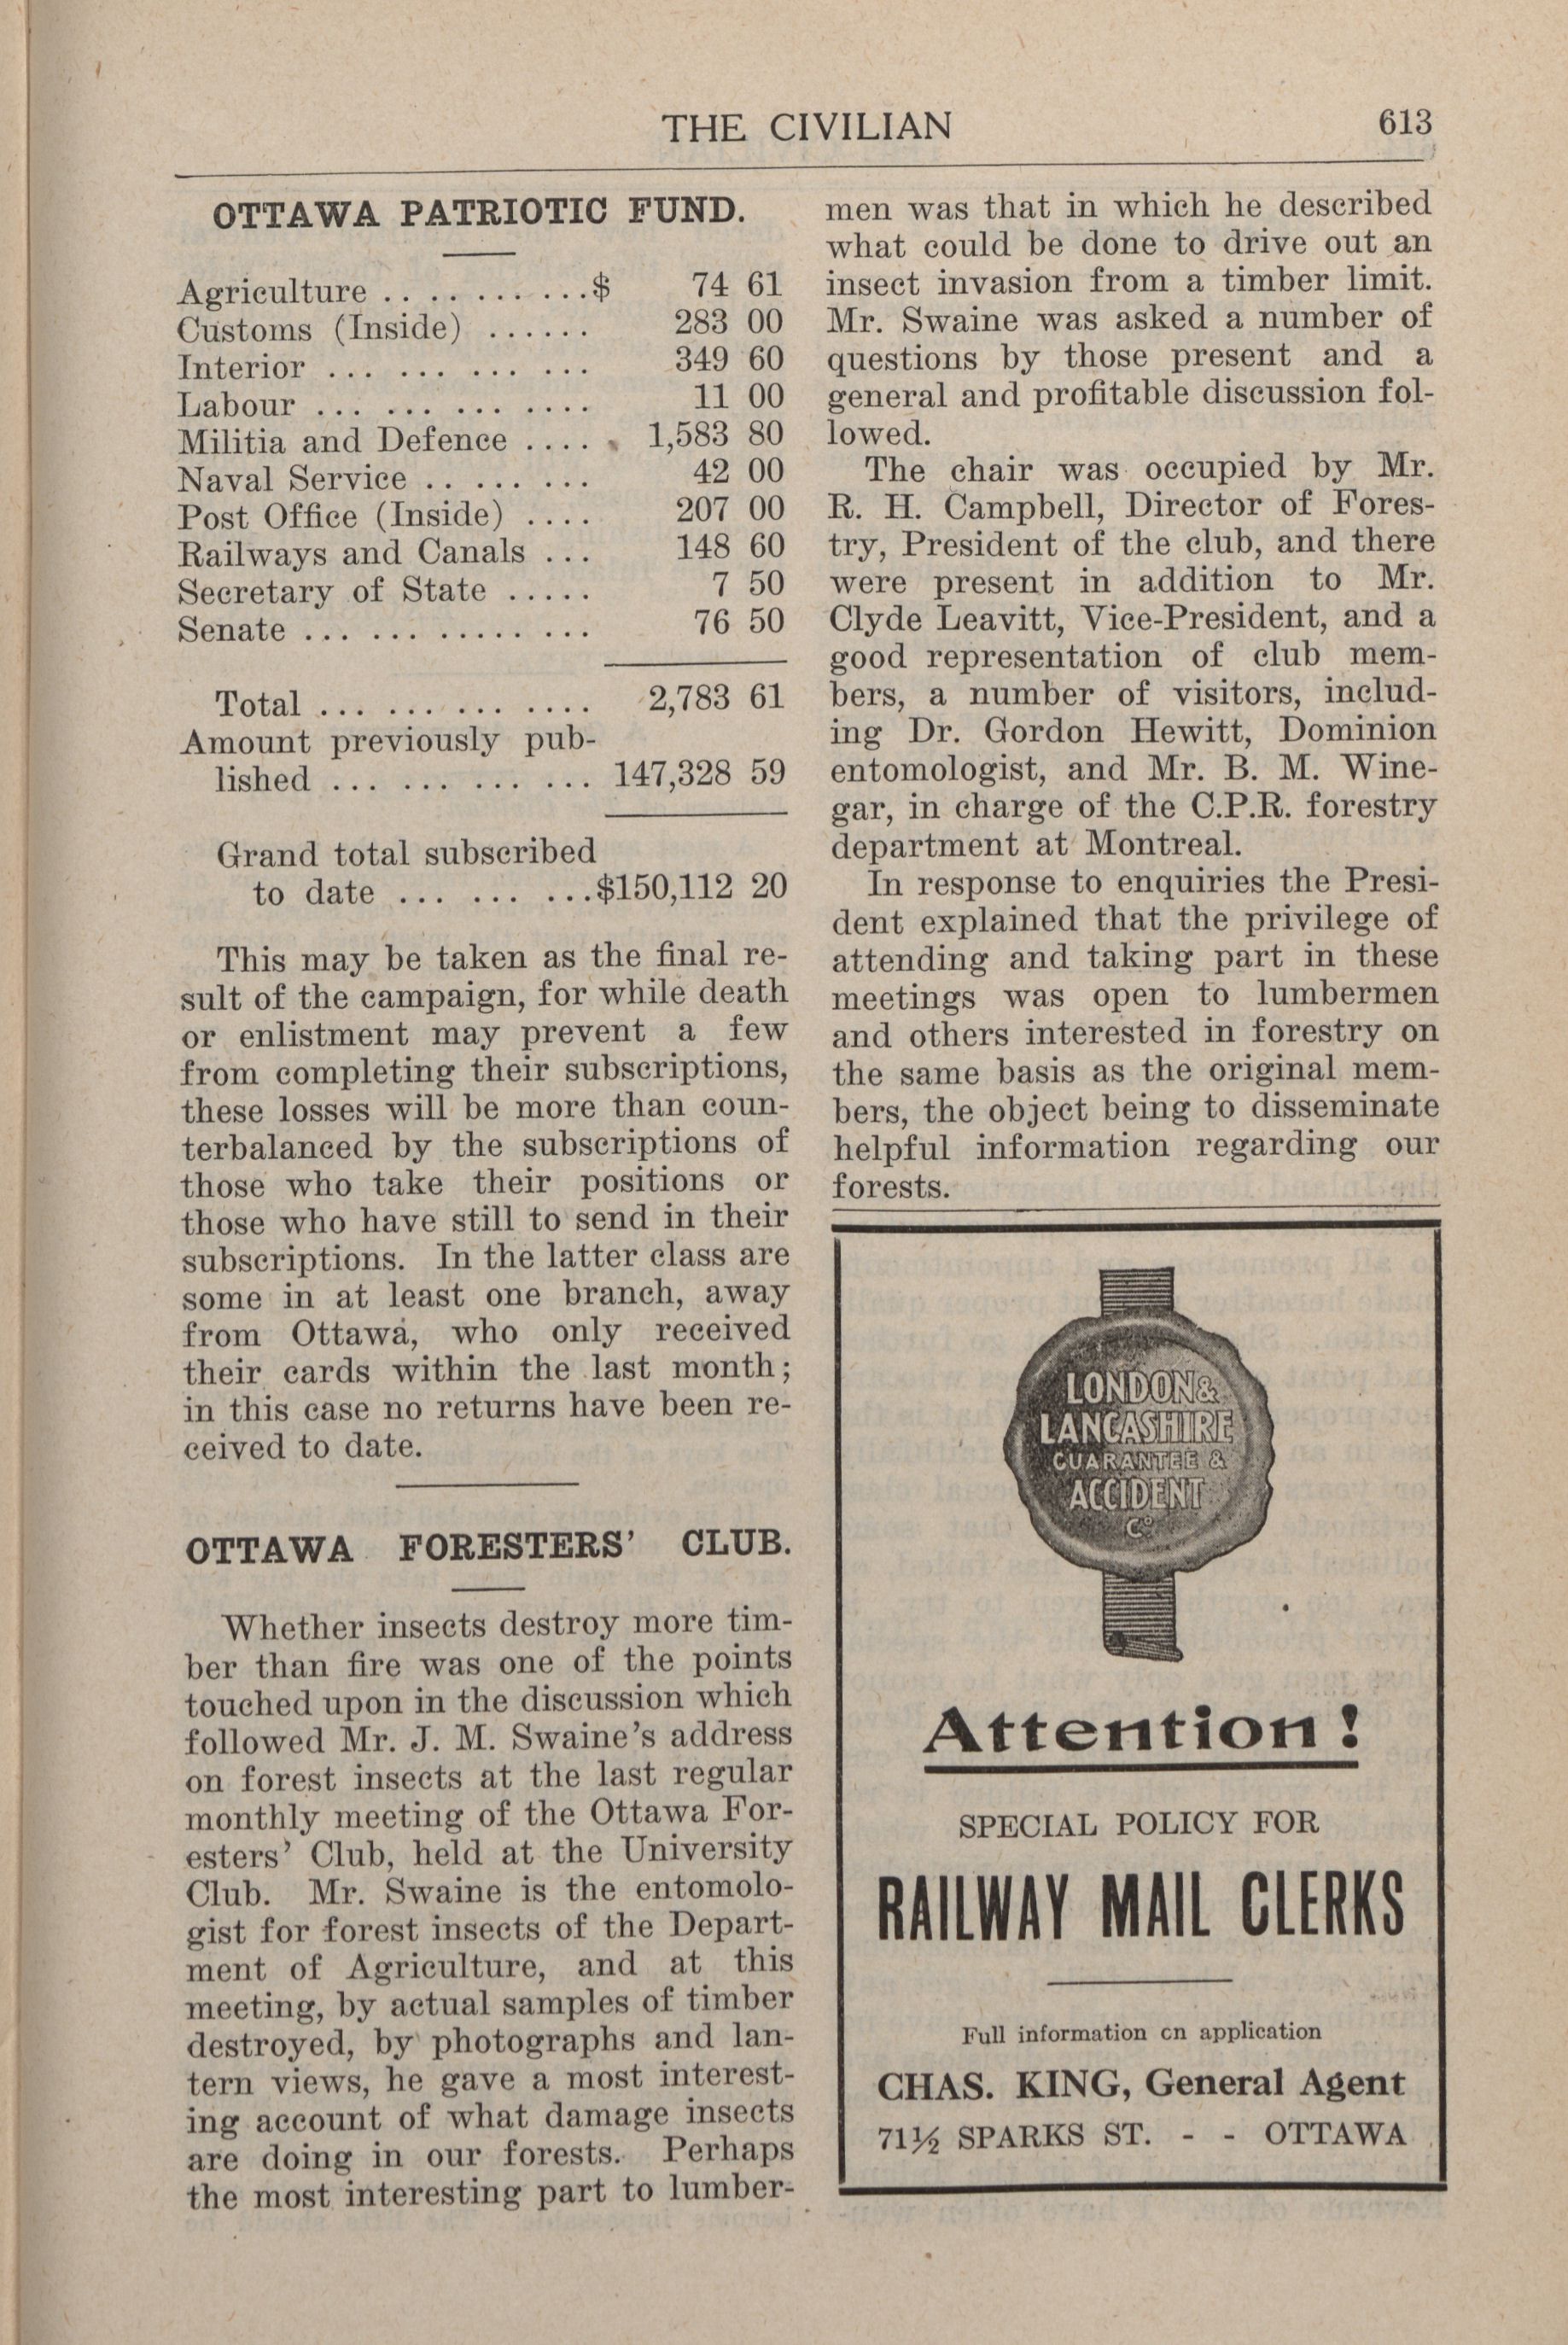 THE CIVILIAN 613
OTTAWA PATRIOTIC FUND.
Agriculture .. .. ... ...$ 74 61
Customs (Inside) ...... 283 00
Interior ... ... ... ... 349 60
Labour ... ... ... .... 11 00
Militia and Defence .... 1,583 80
Naval Service .. ... ... 42 00
Post Office (Inside) .... 207 00
Railways and Canals ... 148 60
Secretary of State ..... 7 50
Senate ... ... ...... ... 76 50
Total ... ... ... .... 2,783 61
Amount previously pub-
lished ... ... ... ... 147,328 59
Grand total subscribed
to date ... ... ...$150,112 20
This may be taken as the final re-
sult of the campaign, for while death
or enlistment may prevent a few
from completing their subscriptions,
these losses will be more than coun-
terbalanced by the subscriptions of
those who take their positions or
those who have still to send in their
subscriptions. In the latter class are
some in at least one branch, away
from Ottawa, who only received
their cards within the last month;
in this case no returns have been re-
ceived to date.
OTTAWA FORESTERS' CLUB.
Whether insects destroy more tim-
ber than fire was one of the points
touched upon in the discussion which
followed Mr. J. M. Swaine's address
on forest insects at the last regular
monthly meeting of the Ottawa For-
esters' Club, held at the University
Club. Mr. Swaine is the entomolo-
gist for forest insects of the Depart-
ment of Agriculture, and at this
meeting, by actual samples of timber
destroyed, by photographs and lan-
tern views, he gave a most interest-
ing account of what damage insects
are doing in our forests. Perhaps
the most interesting part to lumber-
men was that in which he described
what could be done to drive out an
insect invasion from a timber limit.
Mr. Swaine was asked a number of
questions by those present and a
general and profitable discussion fol-
lowed.
The chair was occupied by Mr.
R. H. Campbell, Director of Fores-
try, President of the club, and there
were present in addition to Mr.
Clyde Leavitt, Vice-President, and a
good representation of club mem-
bers, a number of visitors, includ-
ing Dr. Gordon Hewitt, Dominion
entomologist, and Mr. B. M. Wine-
gar, in charge of the C.P.R. forestry
department at Montreal.
In response to enquiries the Presi-
dent explained that the privilege of
attending and taking part in these
meetings was open to lumbermen
and others interested in forestry on
the same basis as the original mem-
bers, the object being to disseminate
helpful information regarding our
forests.
LONDON &
LANCASHIRE
GUARANTEE &
ACCIDENT
Co
Attention!
SPECIAL POLICY FOR
RAILWAY MAIL CLERKS
Full information cn application
CHAS. KING, General Agent
71½ SPARKS ST. - - OTTAWA